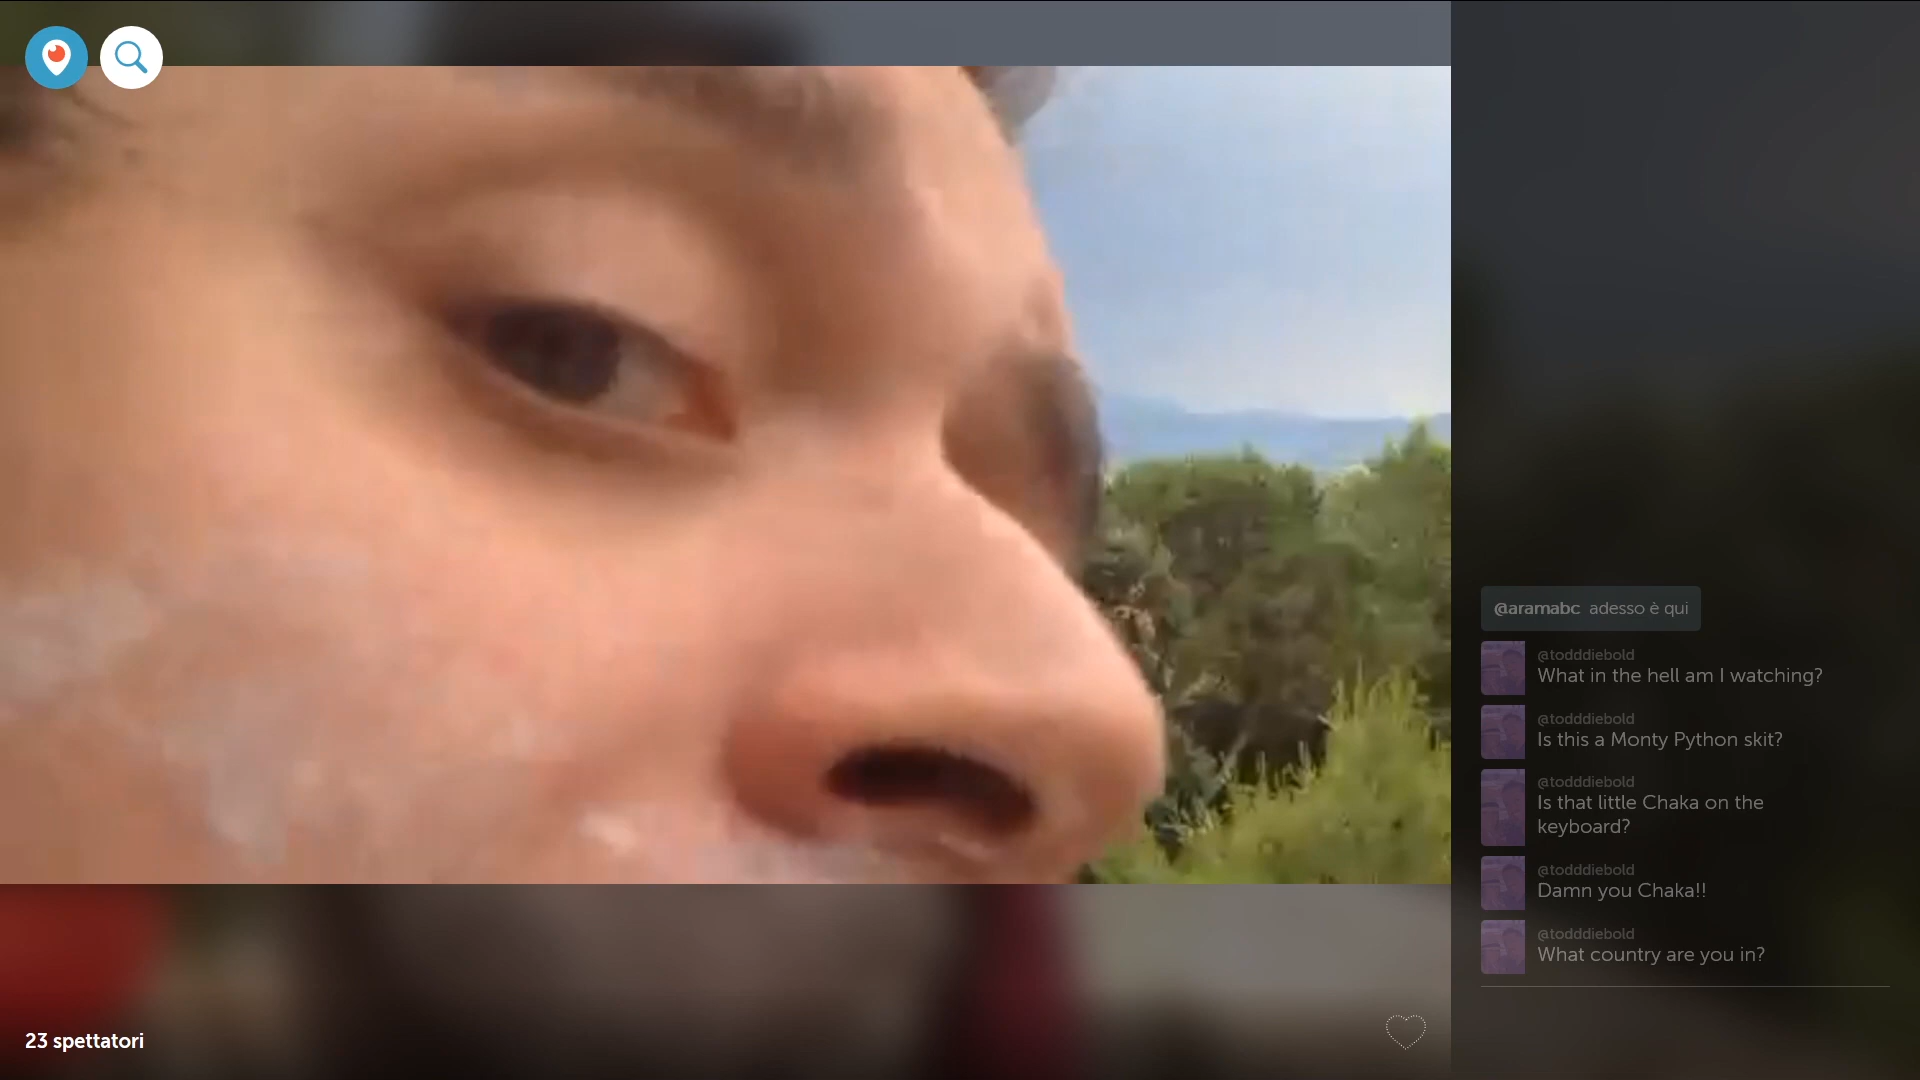 @aramabc adesso è qui
@todddiebold
What in the hell am I watching?
@todddiebold
Is this a Monty Python skit?
@todddiebold
Is that little Chaka on the
keyboard?
@todddiebold
Damn you Chaka!!
@todddiebold
What country are you in?
23 spettatori